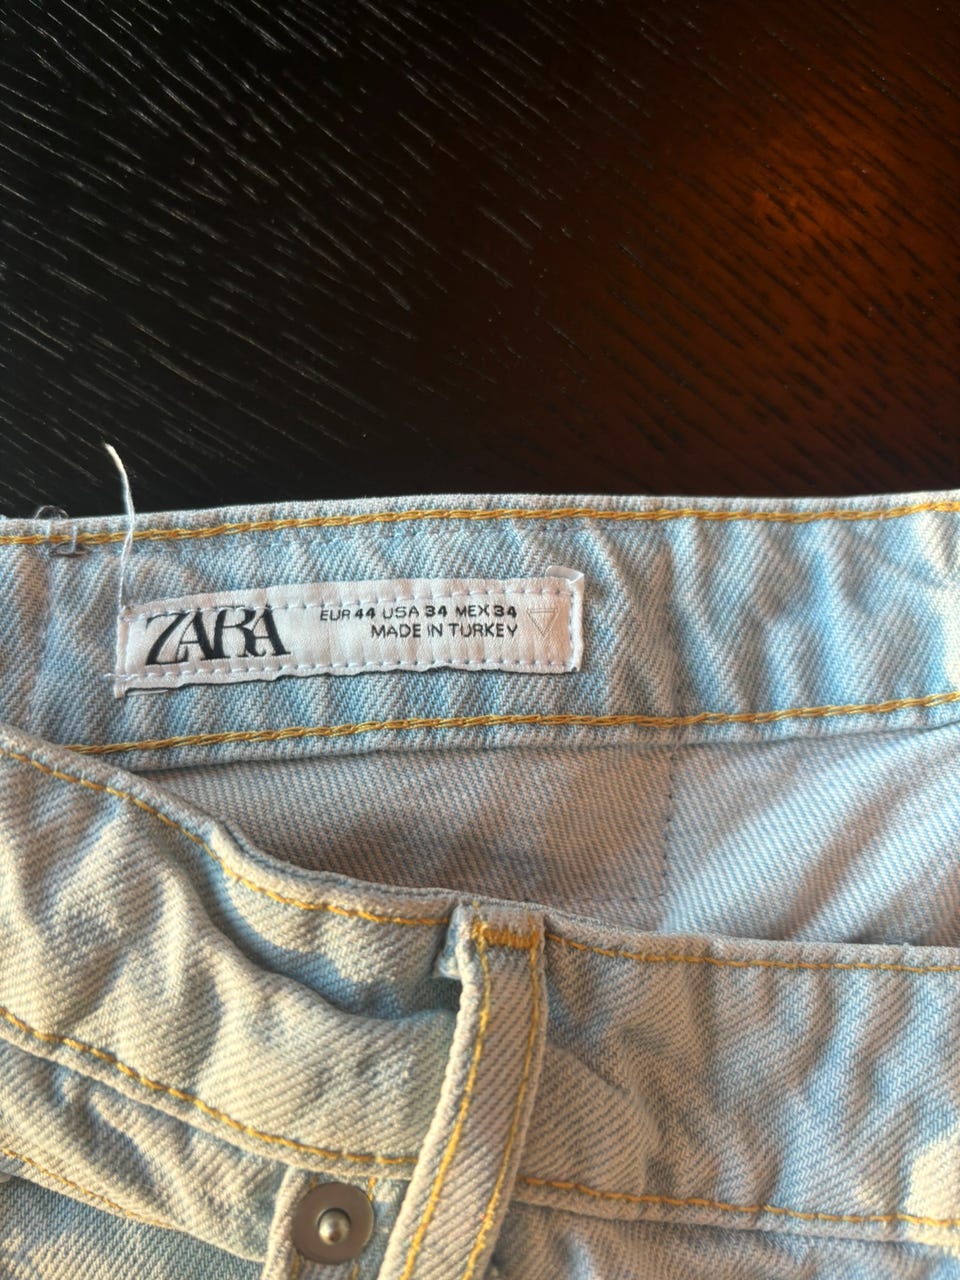 ZARA
EUR 44 USA 34 MEX 34
MADE IN TURKEY